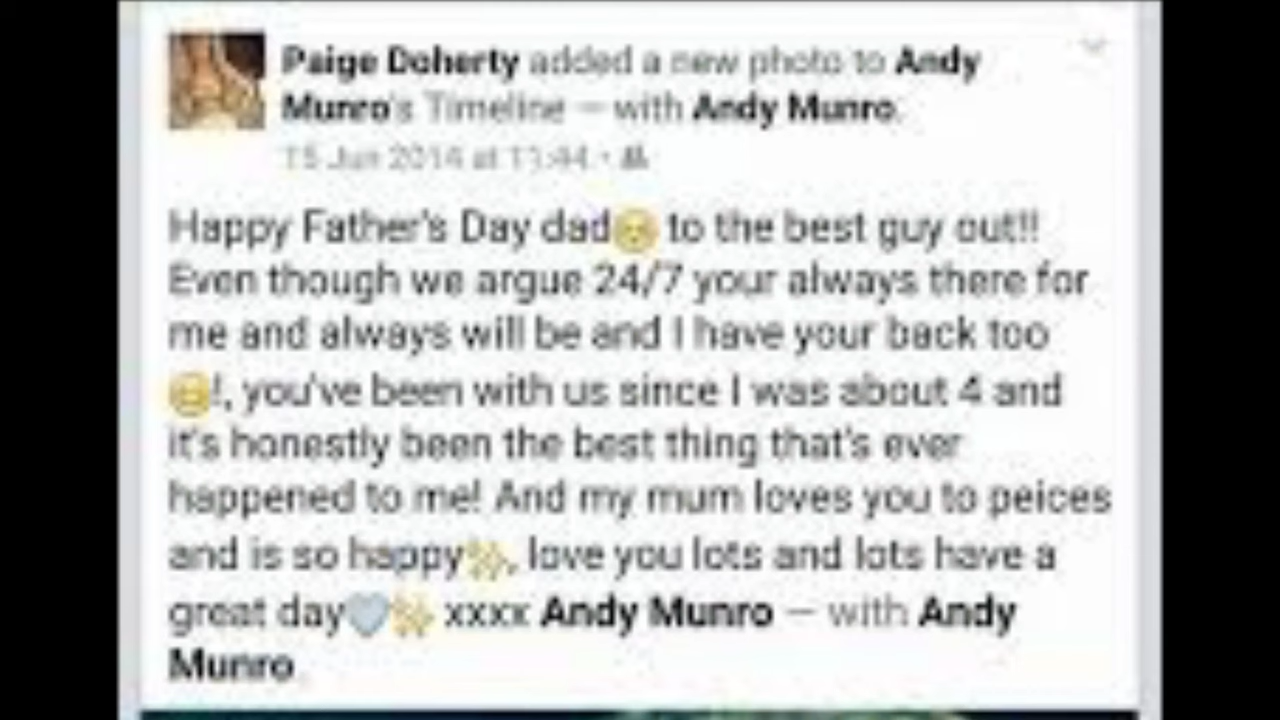 Paige Doherty added a new photo to Andy
Munro's Timeline — with Andy Munro.
15 Jun 2014 at 11:44 ·
Happy Father's Day dad😊 to the best guy out!!
Even though we argue 24/7 your always there for
me and always will be and I have your back too
😊!, you've been with us since I was about 4 and
it's honestly been the best thing that's ever
happened to me! And my mum loves you to peices
and is so happy✨, love you lots and lots have a
great day💙✨ xxxx Andy Munro — with Andy
Munro.